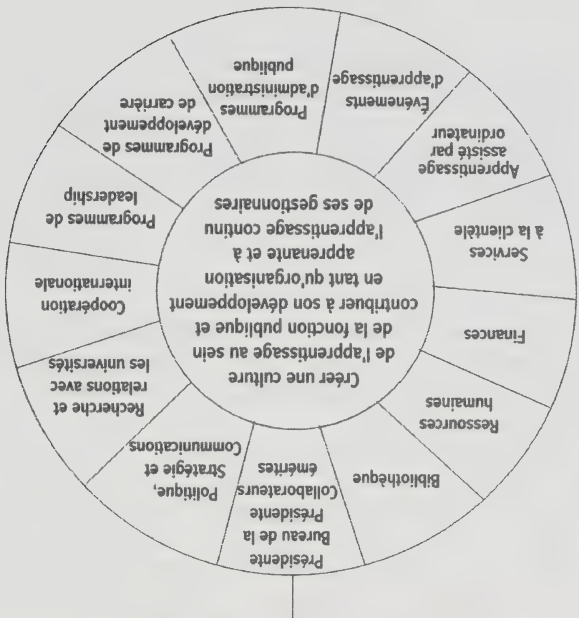 Présidente
Bureau de la
Présidente
Collaborateurs
émérites
Politique,
Stratégie et
Communications
Recherche et
relations avec
les universités
Coopération
internationale
Programmes de
leadership
Programmes de
développement
de carrière
Programmes
d'administration
publique
Événements
d'apprentissage
Apprentissage
assisté par
ordinateur
Services
à la clientèle
Finances
Ressources
humaines
Bibliothèque
Créer une culture
de l'apprentissage au sein
de la fonction publique et
contribuer à son développement
en tant qu'organisation
apprenante et à
l'apprentissage continu
de ses gestionnaires